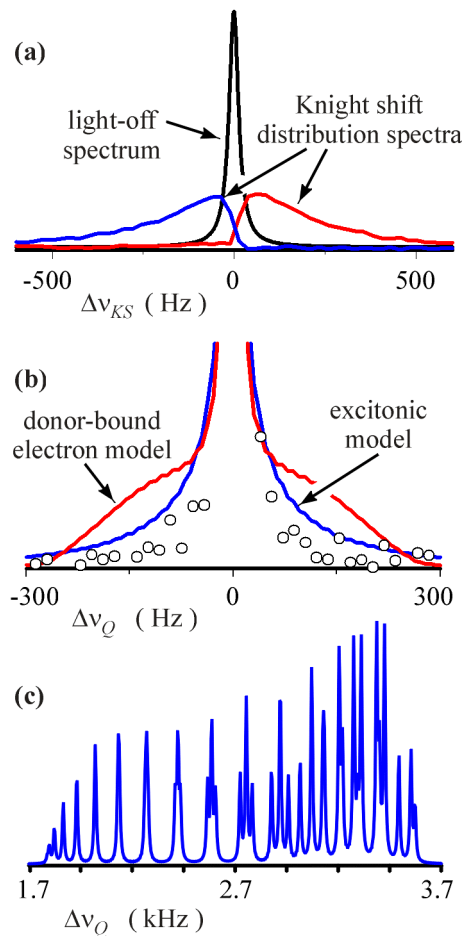 (a)
light-off
spectrum
Knight shift
distribution spectra
-500 0 500
Δν_KS ( Hz )
(b)
donor-bound
electron model
excitonic
model
-300 0 300
Δν_Q ( Hz )
(c)
1.7 2.7 3.7
Δν_Q (kHz)